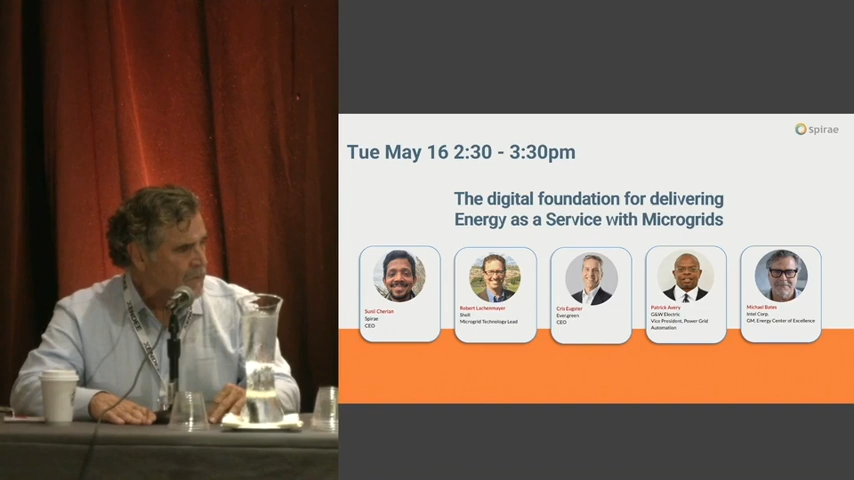 spirae
Tue May 16 2:30 - 3:30pm
The digital foundation for delivering
Energy as a Service with Microgrids
Sunil Cherian
Spirae
CEO
Robert Lachenmayer
Shell
Microgrid Technology Lead
Cris Eugster
Evergreen
CEO
Patrick Avery
G&W Electric
Vice President, Power Grid
Automation
Michael Bates
Intel Corp.
GM, Energy Center of Excellence